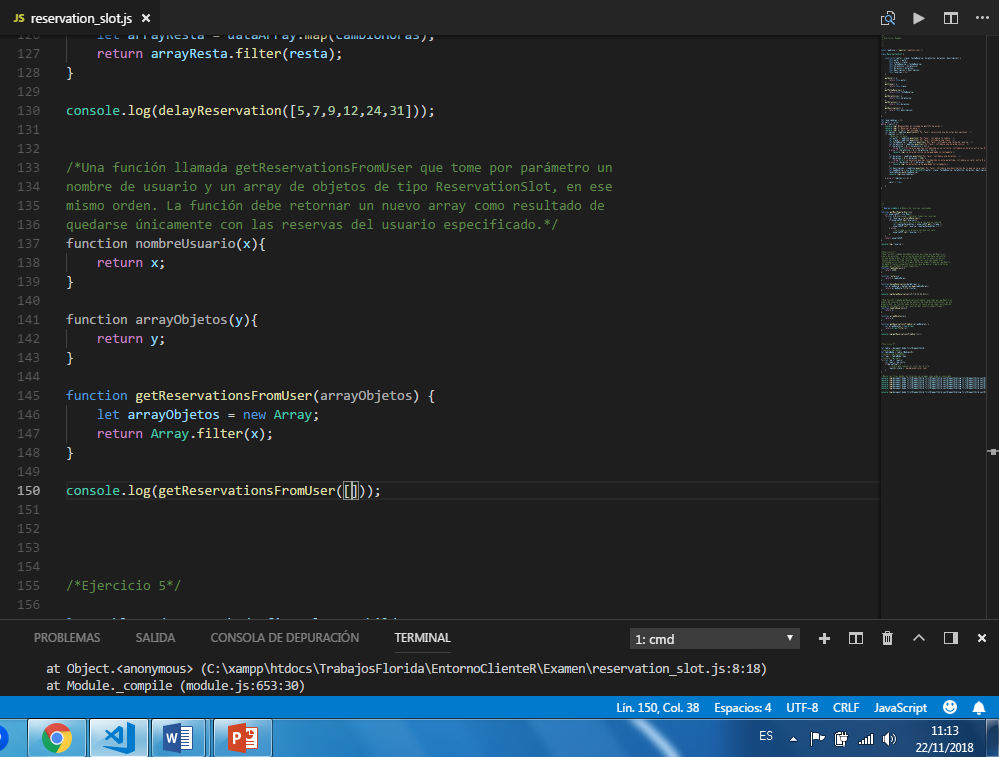 JS reservation_slot.js ×
126 let arrayResta = dataArray.map(cambioHoras);
127 return arrayResta.filter(resta);
128 }
129
130 console.log(delayReservation([5,7,9,12,24,31]));
131
132
133 /*Una función llamada getReservationsFromUser que tome por parámetro un
134 nombre de usuario y un array de objetos de tipo ReservationSlot, en ese
135 mismo orden. La función debe retornar un nuevo array como resultado de
136 quedarse únicamente con las reservas del usuario especificado.*/
137 function nombreUsuario(x){
138 return x;
139 }
140
141 function arrayObjetos(y){
142 return y;
143 }
144
145 function getReservationsFromUser(arrayObjetos) {
146 let arrayObjetos = new Array;
147 return Array.filter(x);
148 }
149
150 console.log(getReservationsFromUser([]));
151
152
153
154
155 /*Ejercicio 5*/
156
PROBLEMAS SALIDA CONSOLA DE DEPURACIÓN TERMINAL 1: cmd
at Object.<anonymous> (C:\xampp\htdocs\TrabajosFlorida\EntornoClienteR\Examen\reservation_slot.js:8:18)
at Module._compile (module.js:653:30)
Lín. 150, Col. 38 Espacios: 4 UTF-8 CRLF JavaScript
ES 11:13
22/11/2018